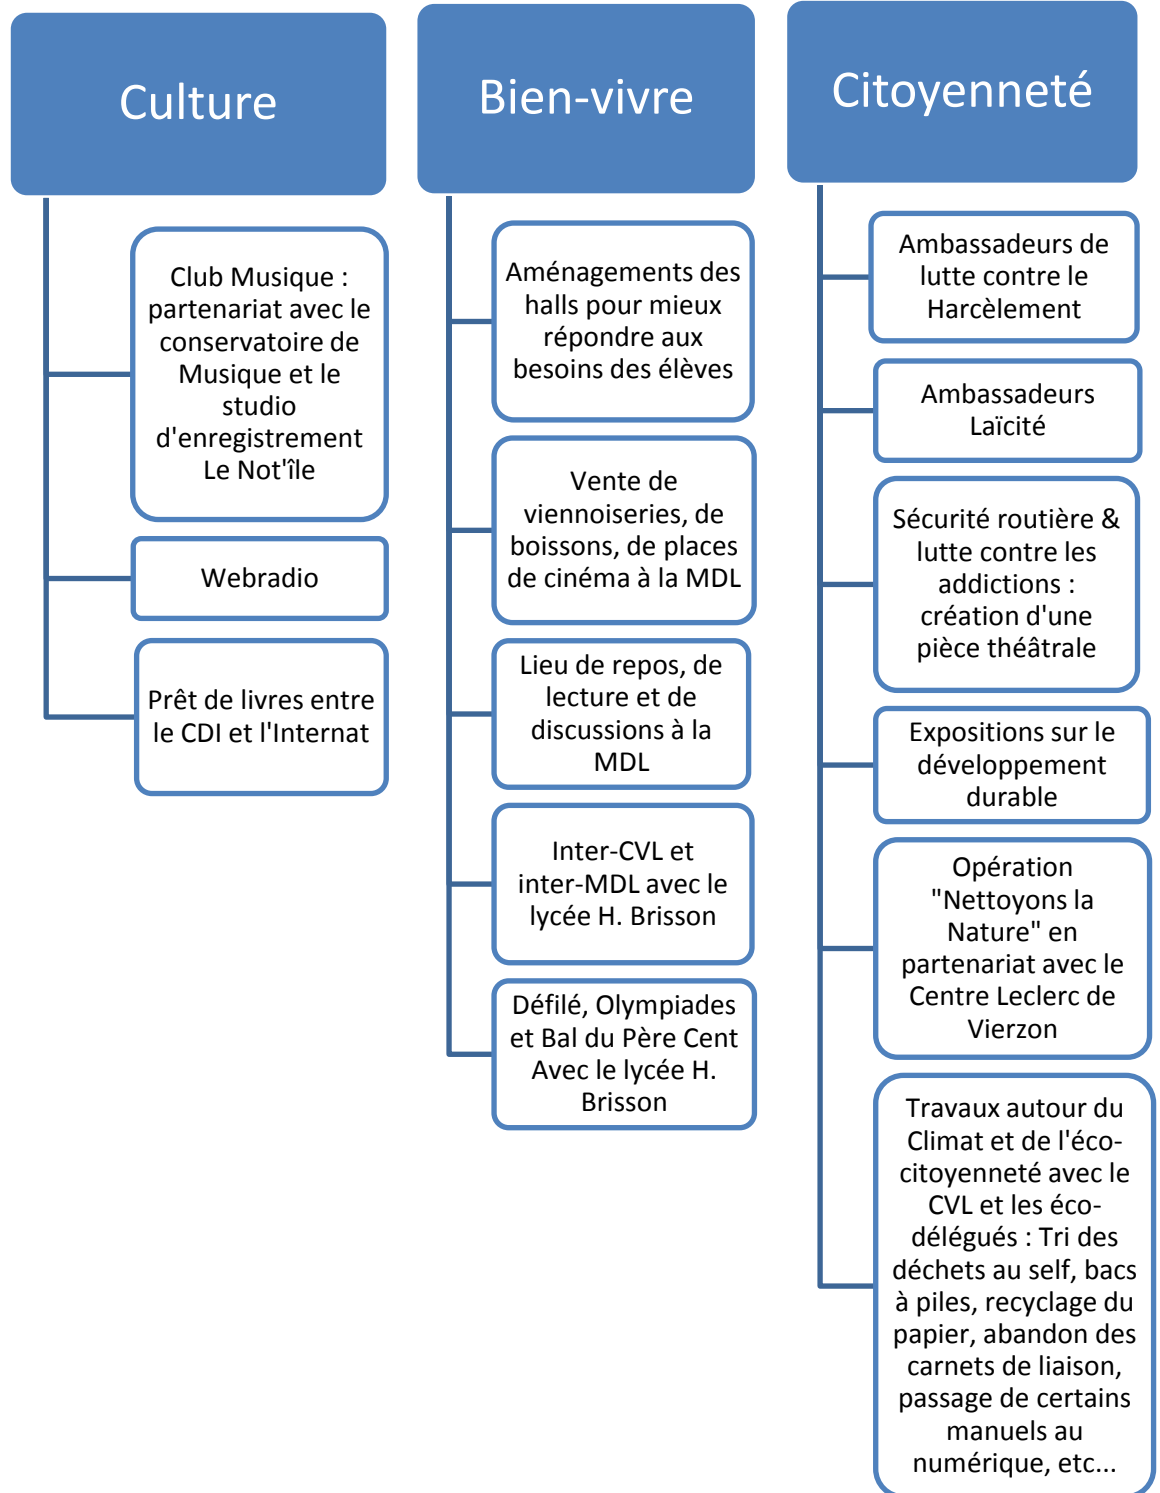 Culture
Club Musique :
partenariat avec le
conservatoire de
Musique et le
studio
d'enregistrement
Le Not'île
Webradio
Prêt de livres entre
le CDI et l'Internat
Bien-vivre
Aménagements des
halls pour mieux
répondre aux
besoins des élèves
Vente de
viennoiseries, de
boissons, de places
de cinéma à la MDL
Lieu de repos, de
lecture et de
discussions à la
MDL
Inter-CVL et
inter-MDL avec le
lycée H. Brisson
Défilé, Olympiades
et Bal du Père Cent
Avec le lycée H.
Brisson
Citoyenneté
Ambassadeurs de
lutte contre le
Harcèlement
Ambassadeurs
Laïcité
Sécurité routière &
lutte contre les
addictions :
création d'une
pièce théâtrale
Expositions sur le
développement
durable
Opération
"Nettoyons la
Nature" en
partenariat avec le
Centre Leclerc de
Vierzon
Travaux autour du
Climat et de l'éco-
citoyenneté avec le
CVL et les éco-
délégués : Tri des
déchets au self, bacs
à piles, recyclage du
papier, abandon des
carnets de liaison,
passage de certains
manuels au
numérique, etc...